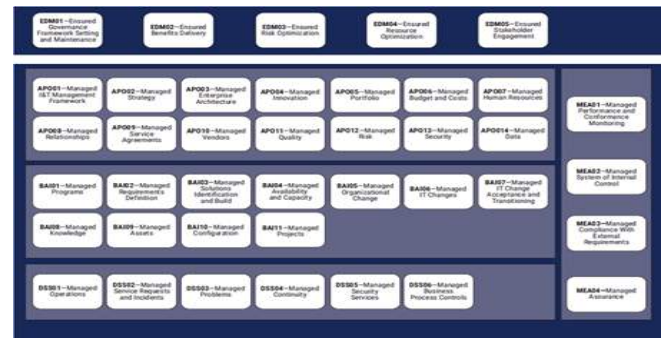 EDM01—Ensured
Governance
Framework Setting
and Maintenance
EDM02—Ensured
Benefits Delivery
EDM03—Ensured
Risk Optimization
EDM04—Ensured
Resource
Optimization
EDM05—Ensured
Stakeholder
Engagement
APO01—Managed
I&T Management
Framework
APO02—Managed
Strategy
APO03—Managed
Enterprise
Architecture
APO04—Managed
Innovation
APO05—Managed
Portfolio
APO06—Managed
Budget and Costs
APO07—Managed
Human Resources
APO08—Managed
Relationships
APO09—Managed
Service
Agreements
APO10—Managed
Vendors
APO11—Managed
Quality
APO12—Managed
Risk
APO13—Managed
Security
APO014—Managed
Data
BAI01—Managed
Programs
BAI02—Managed
Requirements
Definition
BAI03—Managed
Solutions
Identification
and Build
BAI04—Managed
Availability
and Capacity
BAI05—Managed
Organizational
Change
BAI06—Managed
IT Changes
BAI07—Managed
IT Change
Acceptance and
Transitioning
BAI08—Managed
Knowledge
BAI09—Managed
Assets
BAI10—Managed
Configuration
BAI11—Managed
Projects
DSS01—Managed
Operations
DSS02—Managed
Service Requests
and Incidents
DSS03—Managed
Problems
DSS04—Managed
Continuity
DSS05—Managed
Security
Services
DSS06—Managed
Business
Process Controls
MEA01—Managed
Performance and
Conformance
Monitoring
MEA02—Managed
System of Internal
Control
MEA03—Managed
Compliance With
External
Requirements
MEA04—Managed
Assurance